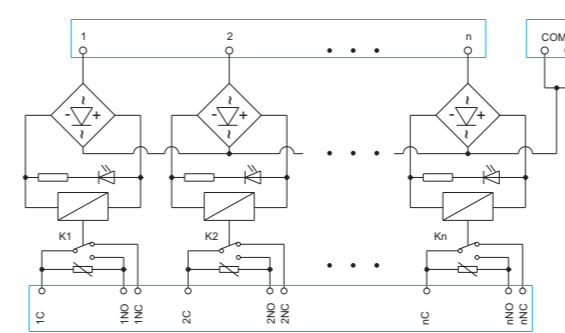 1 2 n COM
- + - + - +
K1 K2 Kn
1C 1NO 1NC 2C 2NO 2NC nC nNO nNC